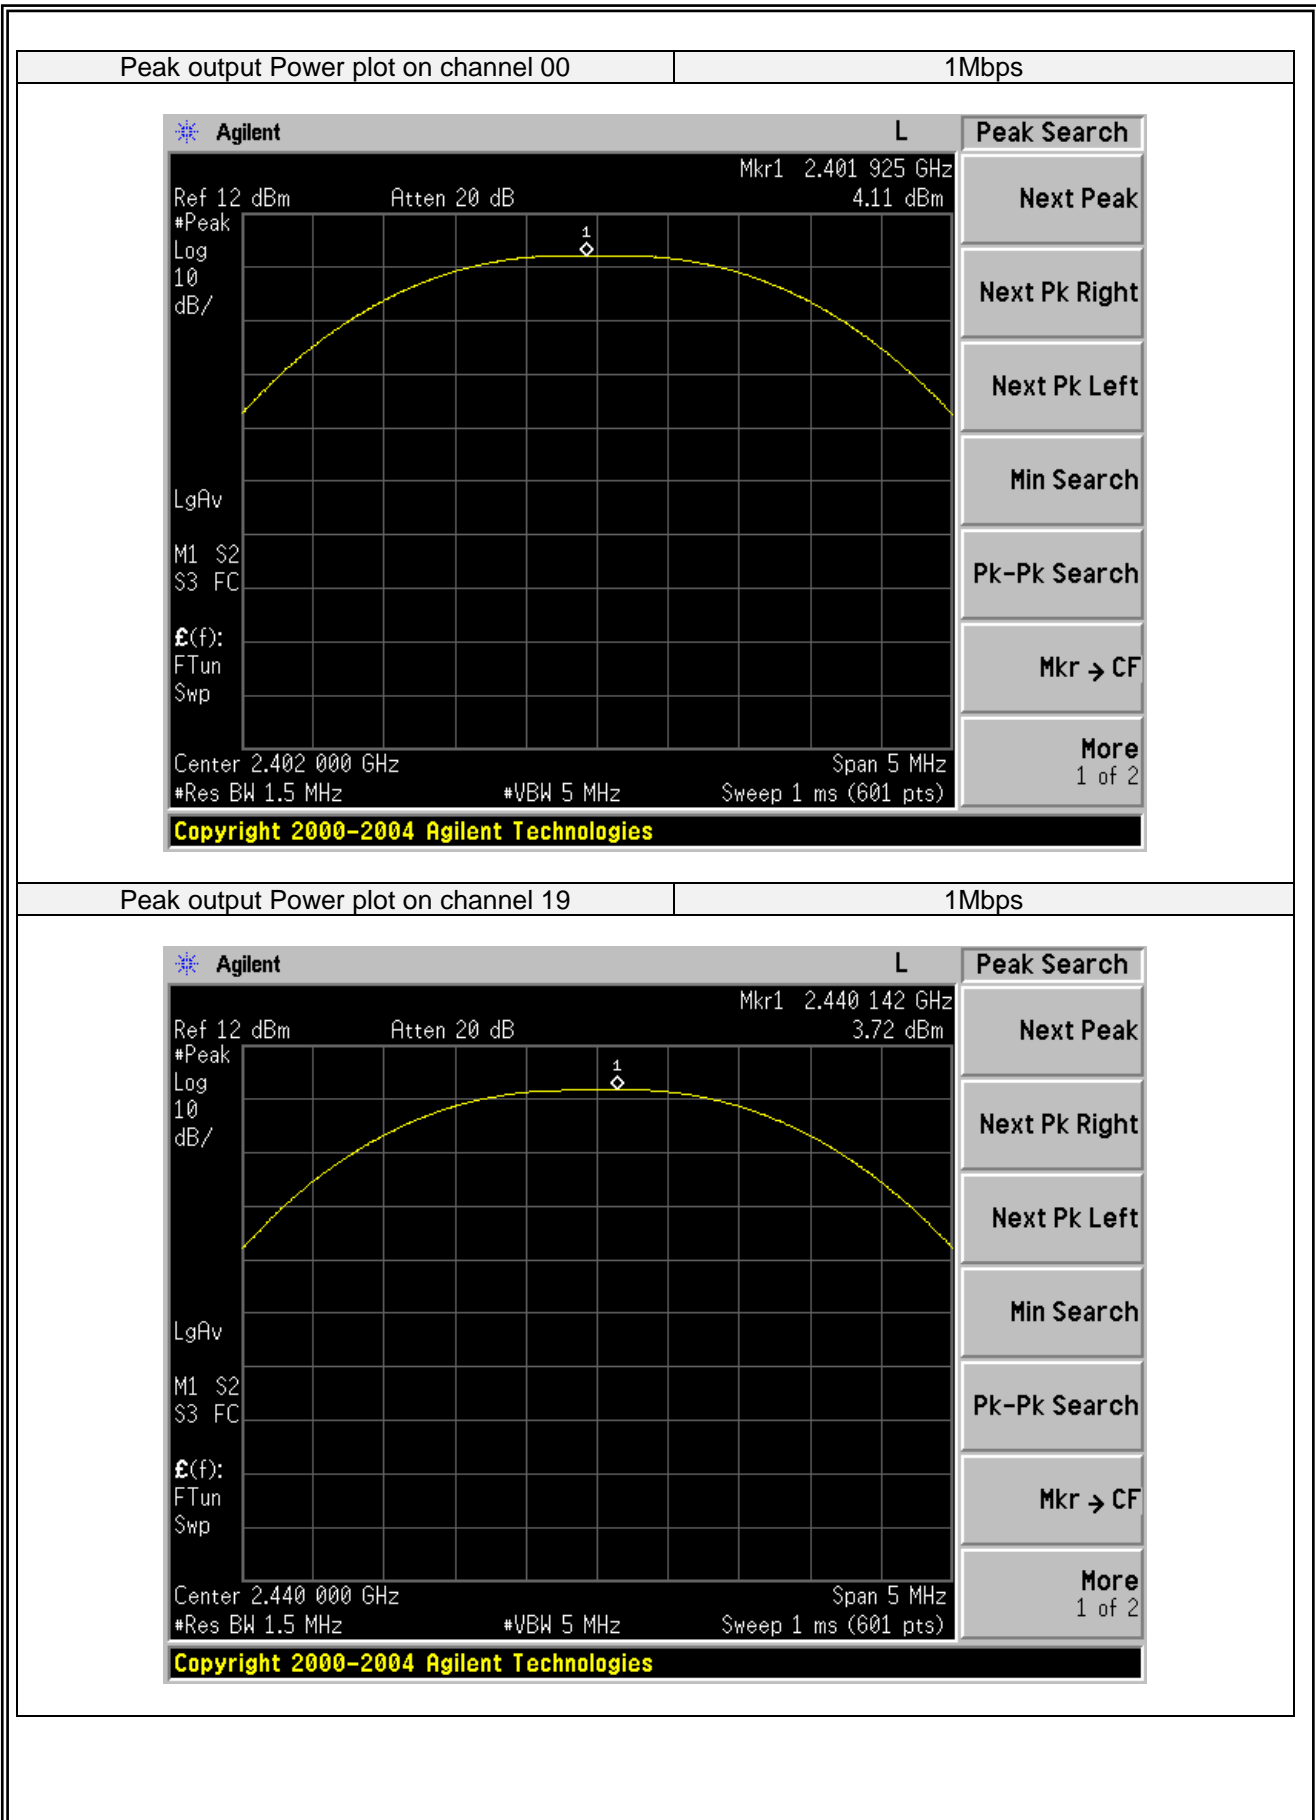 Peak output Power plot on channel 00 1Mbps
Agilent L Peak Search
Mkr1 2.401 925 GHz
Ref 12 dBm Atten 20 dB 4.11 dBm Next Peak
#Peak
1
Log
10
dB/
Next Pk Right
Next Pk Left
Min Search
LgAv
M1 S2
S3 FC
Pk-Pk Search
£(f):
FTun
Swp
Mkr → CF
Center 2.402 000 GHz Span 5 MHz
#Res BW 1.5 MHz #VBW 5 MHz Sweep 1 ms (601 pts)
More
1 of 2
Copyright 2000-2004 Agilent Technologies
Peak output Power plot on channel 19 1Mbps
Agilent L Peak Search
Mkr1 2.440 142 GHz
Ref 12 dBm Atten 20 dB 3.72 dBm Next Peak
#Peak
1
Log
10
dB/
Next Pk Right
Next Pk Left
Min Search
LgAv
M1 S2
S3 FC
Pk-Pk Search
£(f):
FTun
Swp
Mkr → CF
Center 2.440 000 GHz Span 5 MHz
#Res BW 1.5 MHz #VBW 5 MHz Sweep 1 ms (601 pts)
More
1 of 2
Copyright 2000-2004 Agilent Technologies